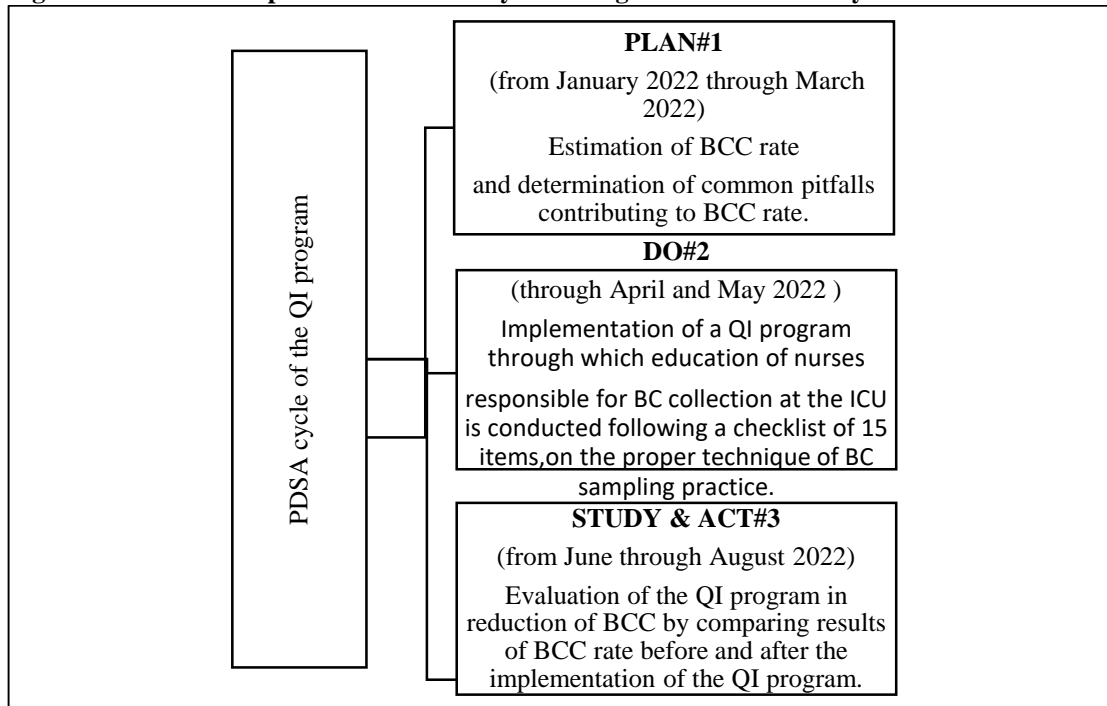 PDSA cycle of the QI program
PLAN#1
(from January 2022 through March
2022)
Estimation of BCC rate
and determination of common pitfalls
contributing to BCC rate.
DO#2
(through April and May 2022 )
Implementation of a QI program
through which education of nurses
responsible for BC collection at the ICU
is conducted following a checklist of 15
items,on the proper technique of BC
sampling practice.
STUDY & ACT#3
(from June through August 2022)
Evaluation of the QI program in
reduction of BCC by comparing results
of BCC rate before and after the
implementation of the QI program.